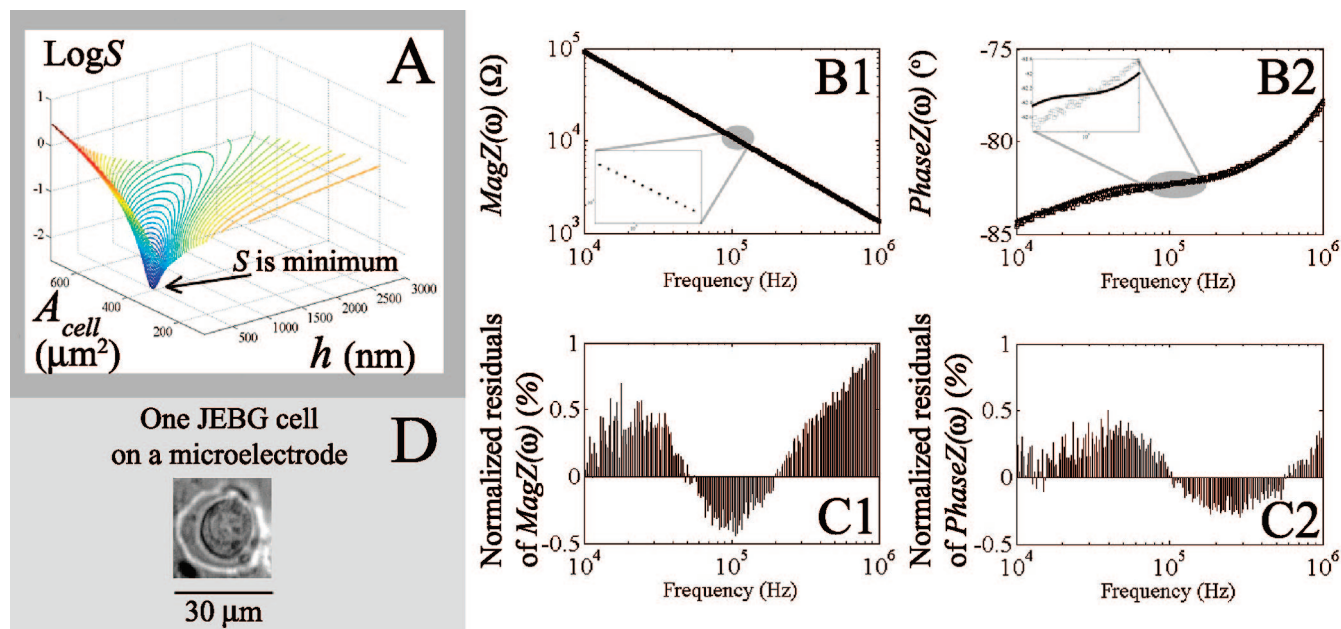 LogS
A
1
0
-1
-2
S is minimum
600
400
200
A_cell
(μm²)
500
1000
1500
2000
2500
3000
h (nm)
One JEBG cell
on a microelectrode
D
30 μm
MagZ(ω) (Ω)
10⁵
10⁴
10³
B1
10⁴
10⁵
10⁶
Frequency (Hz)
PhaseZ(ω) (°)
-75
-80
-85
B2
10⁴
10⁵
10⁶
Frequency (Hz)
Normalized residuals
of MagZ(ω) (%)
1
0.5
0
-0.5
C1
10⁴
10⁵
10⁶
Frequency (Hz)
Normalized residuals
of PhaseZ(ω) (%)
1
0.5
0
-0.5
C2
10⁴
10⁵
10⁶
Frequency (Hz)